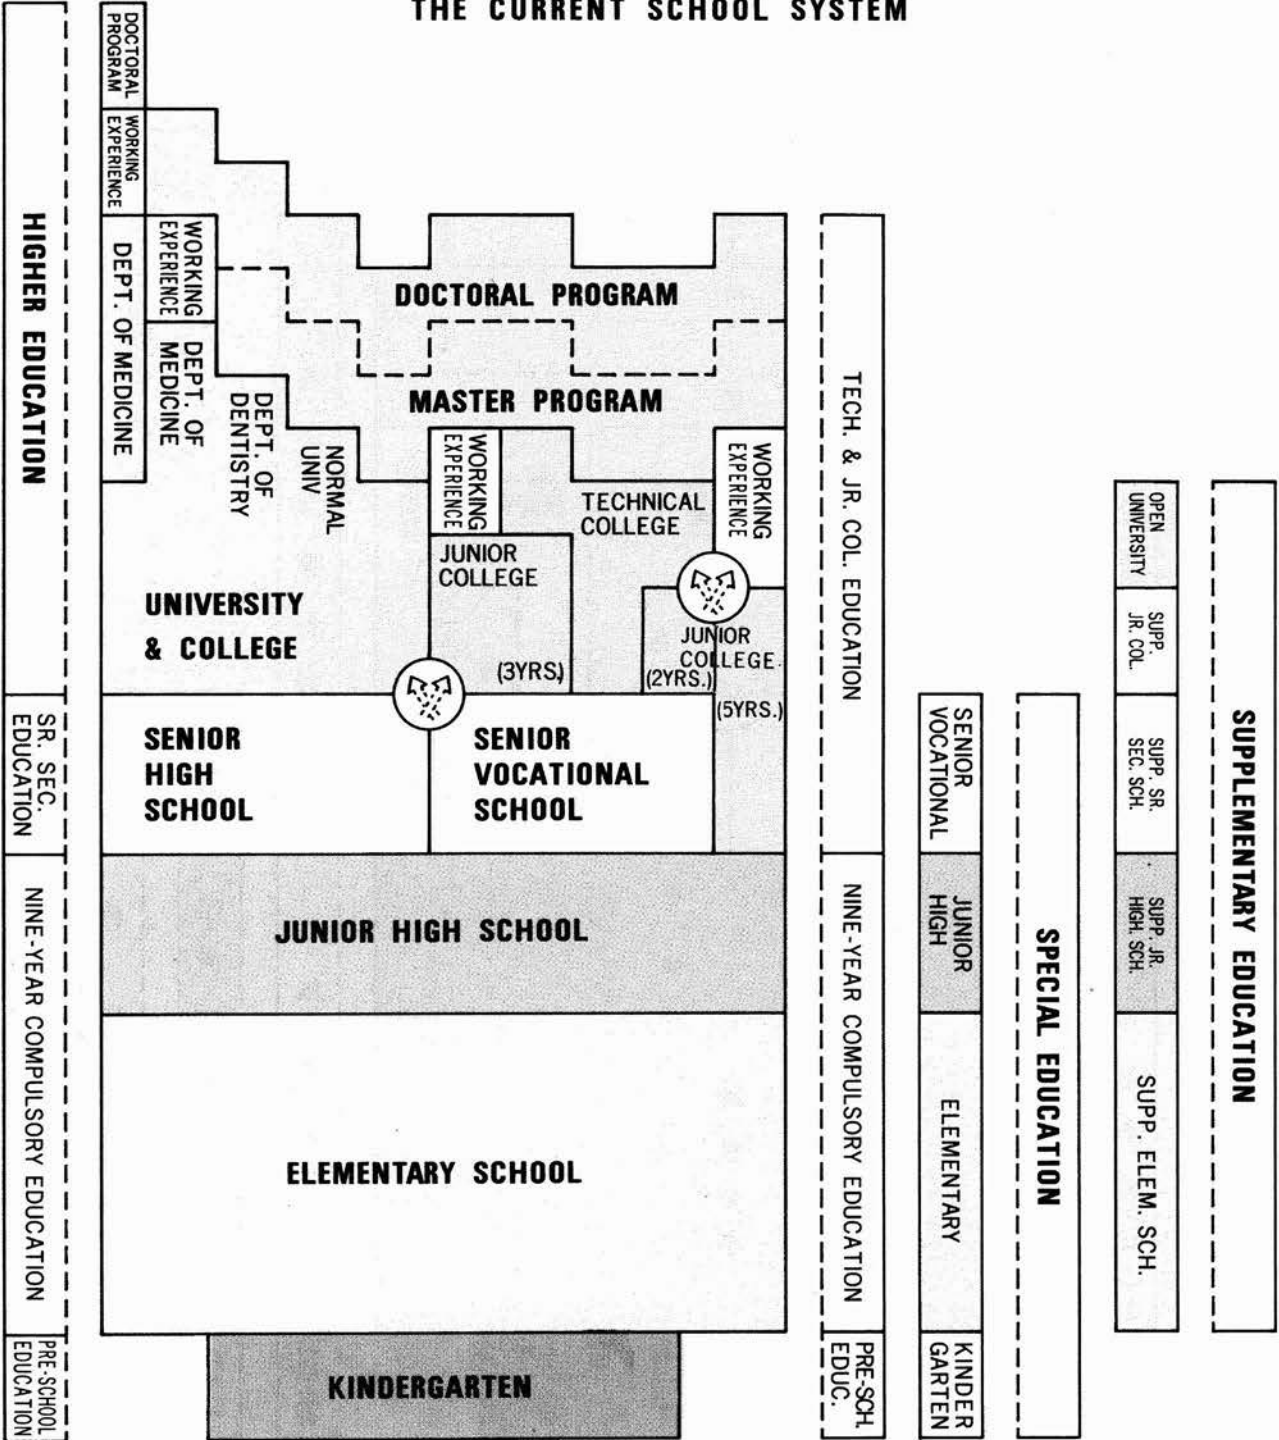 THE CURRENT SCHOOL SYSTEM
HIGHER EDUCATION
SR. SEC.
EDUCATION
NINE-YEAR COMPULSORY EDUCATION
PRE-SCHOOL
EDUCATION
DOCTORAL
PROGRAM
WORKING
EXPERIENCE
DEPT. OF MEDICINE
WORKING
EXPERIENCE
DEPT. OF
MEDICINE
DEPT. OF
DENTISTRY
NORMAL
UNIV
DOCTORAL PROGRAM
MASTER PROGRAM
WORKING
EXPERIENCE
TECHNICAL
COLLEGE
WORKING
EXPERIENCE
JUNIOR
COLLEGE
(3YRS.)
UNIVERSITY
& COLLEGE
JUNIOR
COLLEGE
(2YRS.)
(5YRS.)
SENIOR
HIGH
SCHOOL
SENIOR
VOCATIONAL
SCHOOL
JUNIOR HIGH SCHOOL
ELEMENTARY SCHOOL
KINDERGARTEN
TECH. & JR. COL. EDUCATION
NINE-YEAR COMPULSORY EDUCATION
PRE-SCH.
EDUC.
SENIOR
VOCATIONAL
JUNIOR
HIGH
ELEMENTARY
KINDER
GARTEN
SPECIAL EDUCATION
OPEN
UNIVERSITY
SUPP.
JR. COL.
SUPP. SR.
SEC. SCH.
SUPP. JR.
HIGH. SCH.
SUPP. ELEM. SCH.
SUPPLEMENTARY EDUCATION